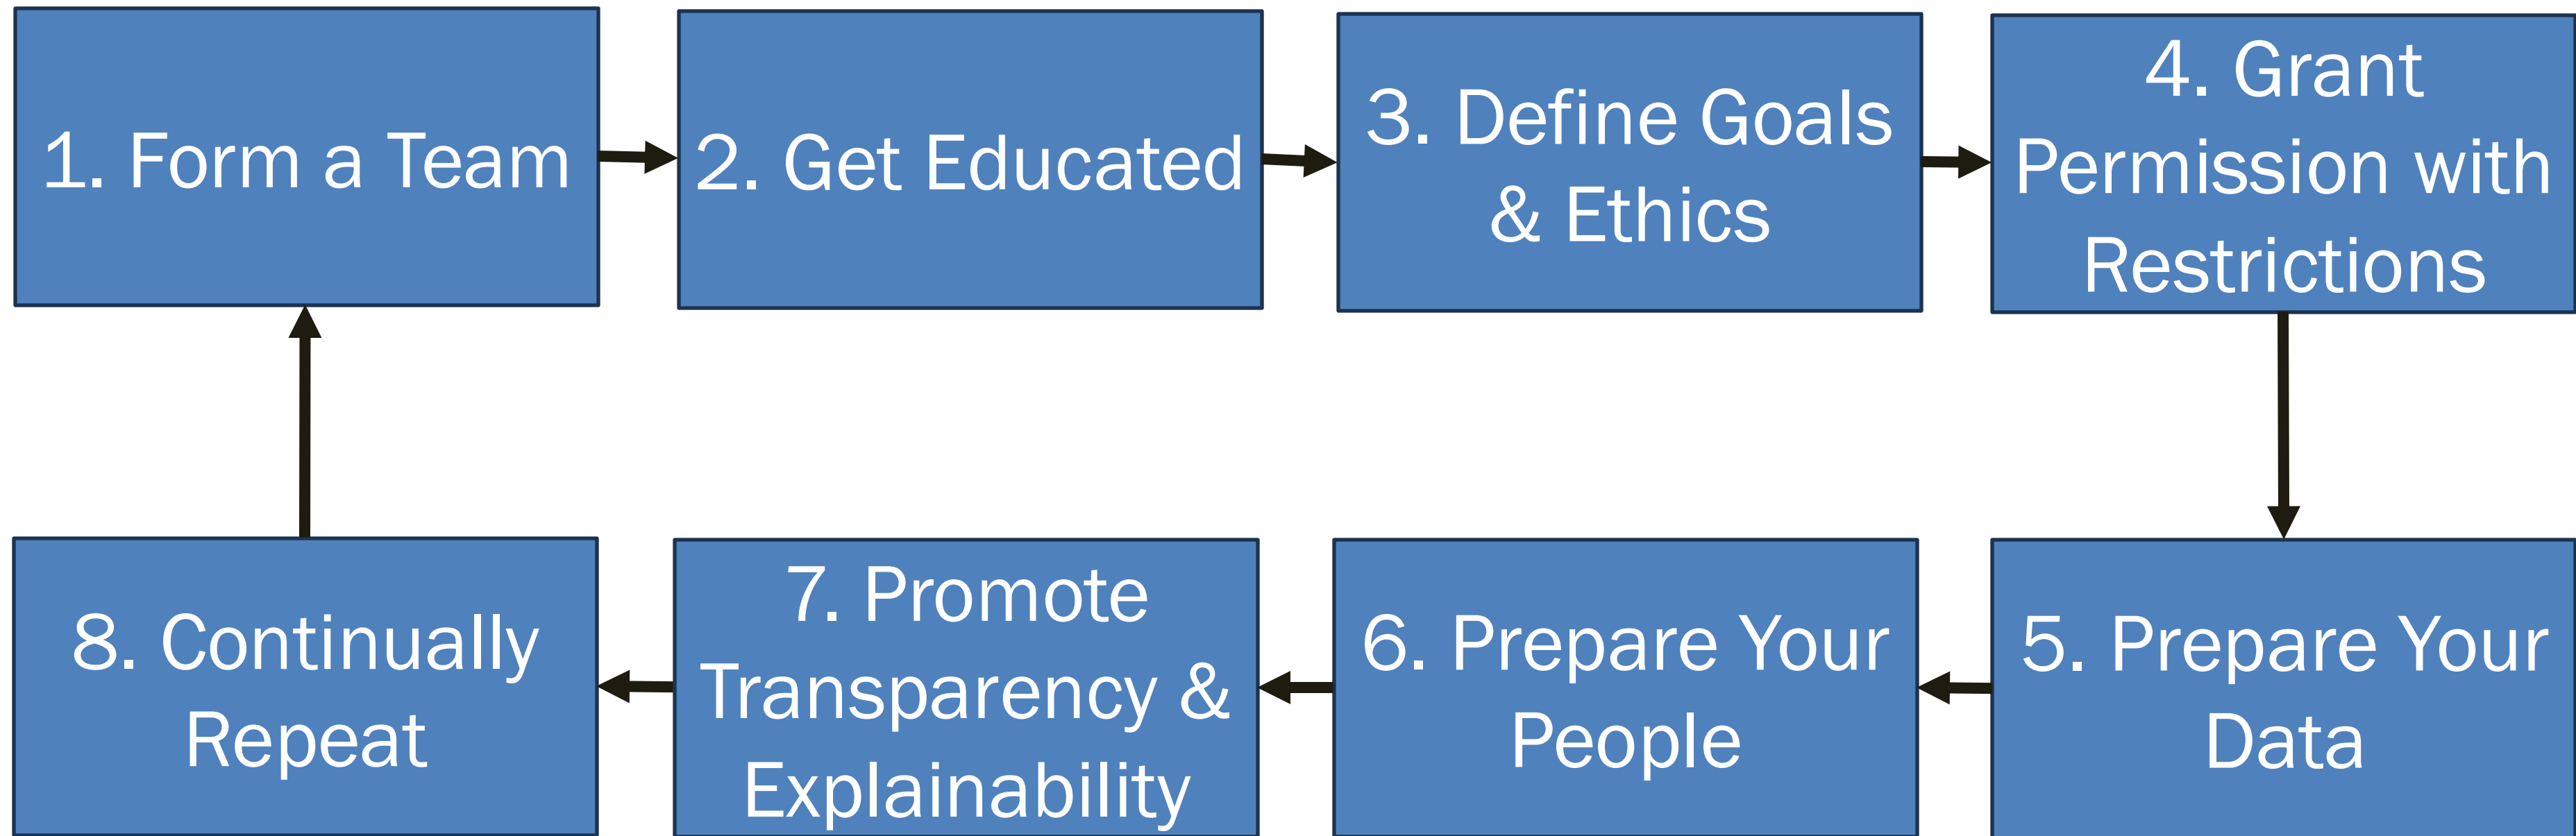 1. Form a Team
2. Get Educated
3. Define Goals
& Ethics
4. Grant
Permission with
Restrictions
5. Prepare Your
Data
6. Prepare Your
People
7. Promote
Transparency &
Explainability
8. Continually
Repeat